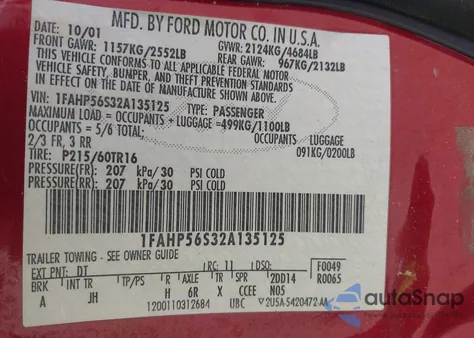 MFD. BY FORD MOTOR CO. IN U.S.A.
DATE: 10/01 GVWR: 2124KG/4684LB
FRONT GAWR: 1157KG/2552LB REAR GAWR: 967KG/2132LB
THIS VEHICLE CONFORMS TO ALL APPLICABLE FEDERAL MOTOR
VEHICLE SAFETY, BUMPER, AND THEFT PREVENTION STANDARDS
IN EFFECT ON THE DATE OF MANUFACTURE SHOWN ABOVE.
VIN: 1FAHP56S32A135125 TYPE: PASSENGER
MAXIMUM LOAD = OCCUPANTS + LUGGAGE = 499KG/1100LB
OCCUPANTS = 5/6 TOTAL: OCCUPANTS LUGGAGE
2/3 FR, 3 RR 091KG/0200LB
TIRE: P215/60TR16
PRESSURE(FR): 207 kPa/30 PSI COLD
PRESSURE(RR): 207 kPa/30 PSI COLD
1FAHP56S32A135125
TRAILER TOWING - SEE OWNER GUIDE
EXT PNT: DT RC: 11 DSO: F0049
BRK INT TR TP/PS R AXLE TR SPR 2DD14 R0065
A JH H 6R X CCEF N05
1200110312684 UBC 2USA-5420472-AA
autoSnap